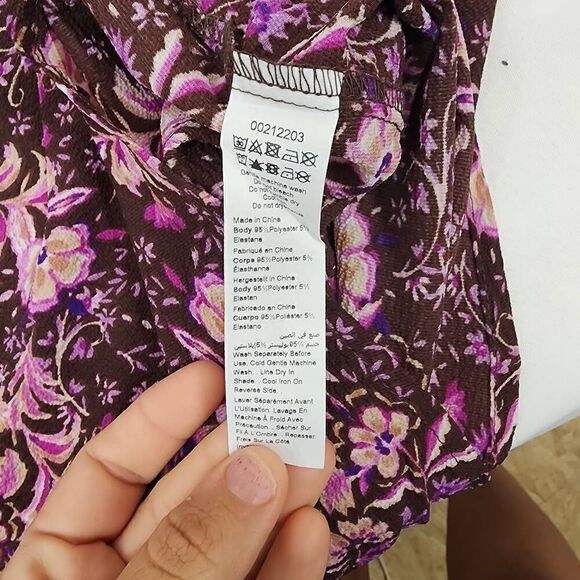 00212203
Gentle machine wash
Do not bleach
Cool
Do not dry
Made in China
Body 95%Polyester 5%
Elastane
Fabriqué en China
Corps 95%Polyester 5%
Élasthanna
Hergestellt in China
Body 95%Polyester 5%
Elastan
Fabricado en China
Cuerpo 95%Poliéster 5%
Elastano
صنع في الصين
جسم 95% بوليستر 5% إيلاستين
Wash Separately Before
Use. Cold Gentle Machine
Wash... Line Dry In
Shade... Cool Iron On
Reverse Side.
Laver Séparément Avant
L'Utilisation. Lavage En
Machine À Froid Avec
Précaution... Sécher Sur
Fil À L'Ombre... Repasser
Frais Sur La Côté